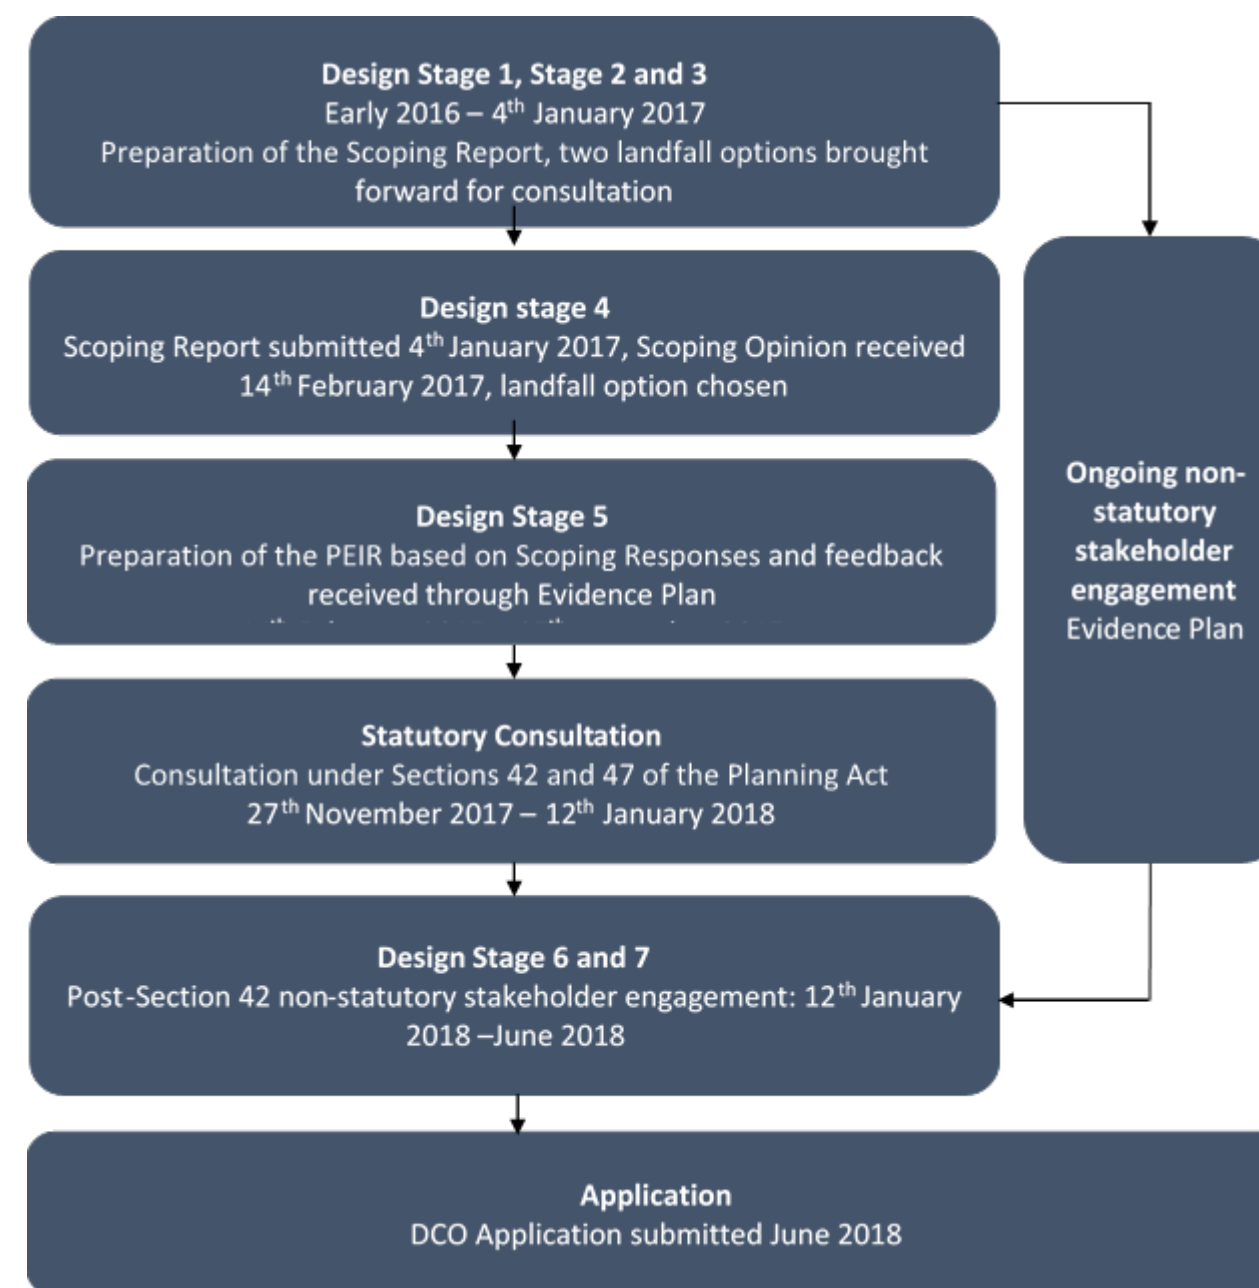 Design Stage 1, Stage 2 and 3
Early 2016 – 4th January 2017
Preparation of the Scoping Report, two landfall options brought
forward for consultation
Design stage 4
Scoping Report submitted 4th January 2017, Scoping Opinion received
14th February 2017, landfall option chosen
Design Stage 5
Preparation of the PEIR based on Scoping Responses and feedback
received through Evidence Plan
Statutory Consultation
Consultation under Sections 42 and 47 of the Planning Act
27th November 2017 – 12th January 2018
Design Stage 6 and 7
Post-Section 42 non-statutory stakeholder engagement: 12th January
2018 –June 2018
Ongoing non-
statutory
stakeholder
engagement
Evidence Plan
Application
DCO Application submitted June 2018